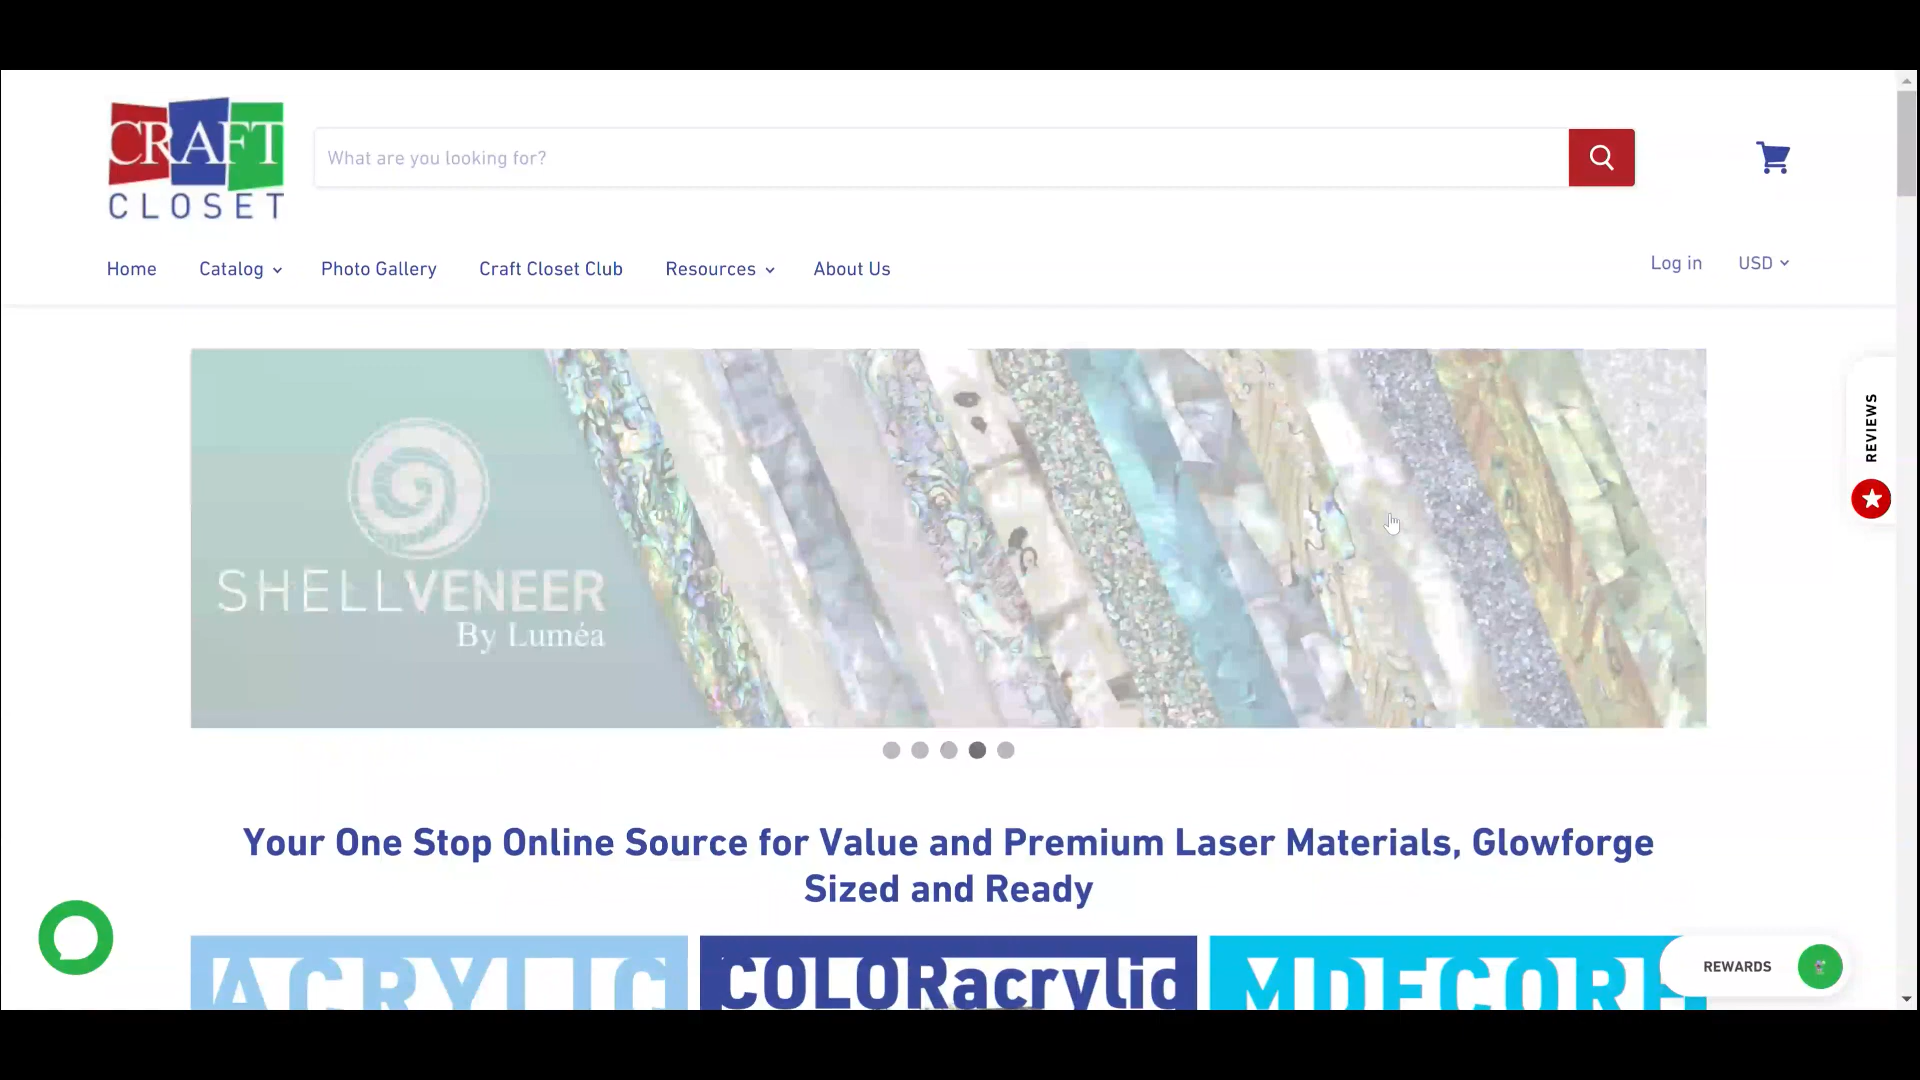 CRAFT
CLOSET
What are you looking for?
Home
Catalog
Photo Gallery
Craft Closet Club
Resources
About Us
Log in
USD
SHELLVENEER
By Luméa
REVIEWS
Your One Stop Online Source for Value and Premium Laser Materials, Glowforge
Sized and Ready
ACRYLIC
COLORacrylic
REWARDS